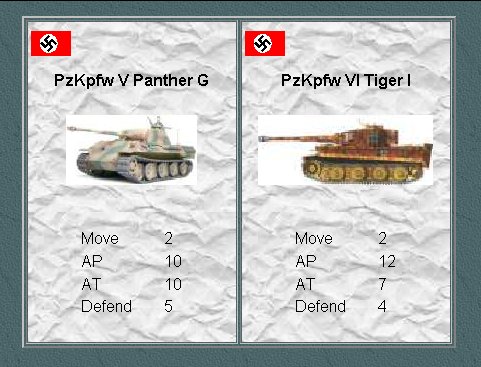 PzKpfw V Panther G
Move 2
AP 10
AT 10
Defend 5
PzKpfw VI Tiger I
Move 2
AP 12
AT 7
Defend 4